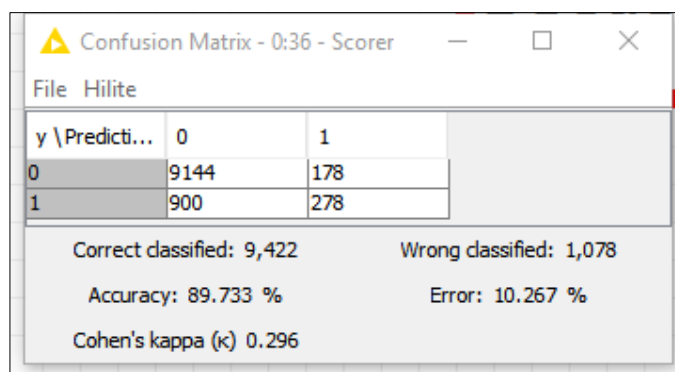 Confusion Matrix - 0:36 - Scorer
File Hilite
y \Predicti... 0 1
0 9144 178
1 900 278
Correct classified: 9,422 Wrong classified: 1,078
Accuracy: 89.733 % Error: 10.267 %
Cohen's kappa (κ) 0.296